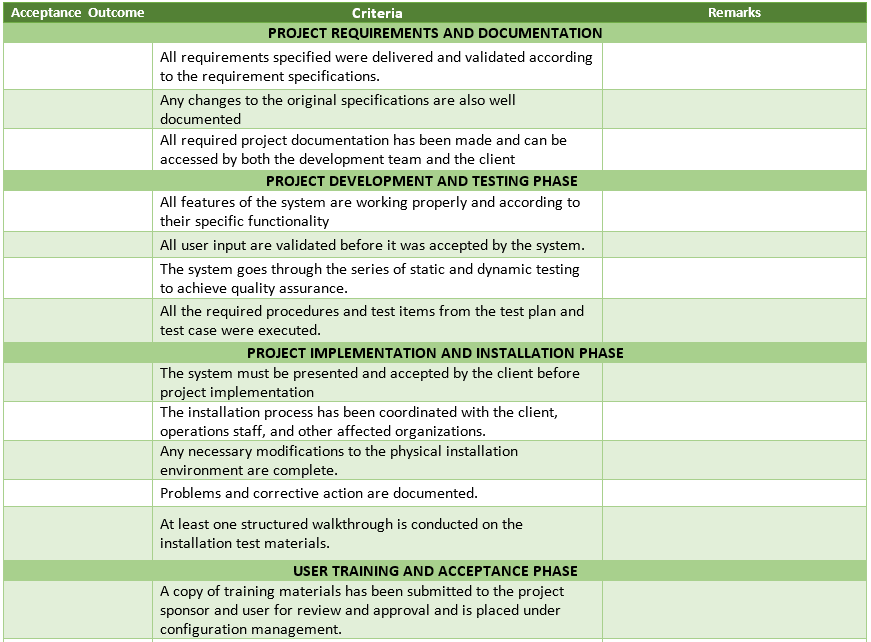 Acceptance Outcome Criteria Remarks
PROJECT REQUIREMENTS AND DOCUMENTATION
All requirements specified were delivered and validated according
to the requirement specifications.
Any changes to the original specifications are also well
documented
All required project documentation has been made and can be
accessed by both the development team and the client
PROJECT DEVELOPMENT AND TESTING PHASE
All features of the system are working properly and according to
their specific functionality
All user input are validated before it was accepted by the system.
The system goes through the series of static and dynamic testing
to achieve quality assurance.
All the required procedures and test items from the test plan and
test case were executed.
PROJECT IMPLEMENTATION AND INSTALLATION PHASE
The system must be presented and accepted by the client before
project implementation
The installation process has been coordinated with the client,
operations staff, and other affected organizations.
Any necessary modifications to the physical installation
environment are complete.
Problems and corrective action are documented.
At least one structured walkthrough is conducted on the
installation test materials.
USER TRAINING AND ACCEPTANCE PHASE
A copy of training materials has been submitted to the project
sponsor and user for review and approval and is placed under
configuration management.